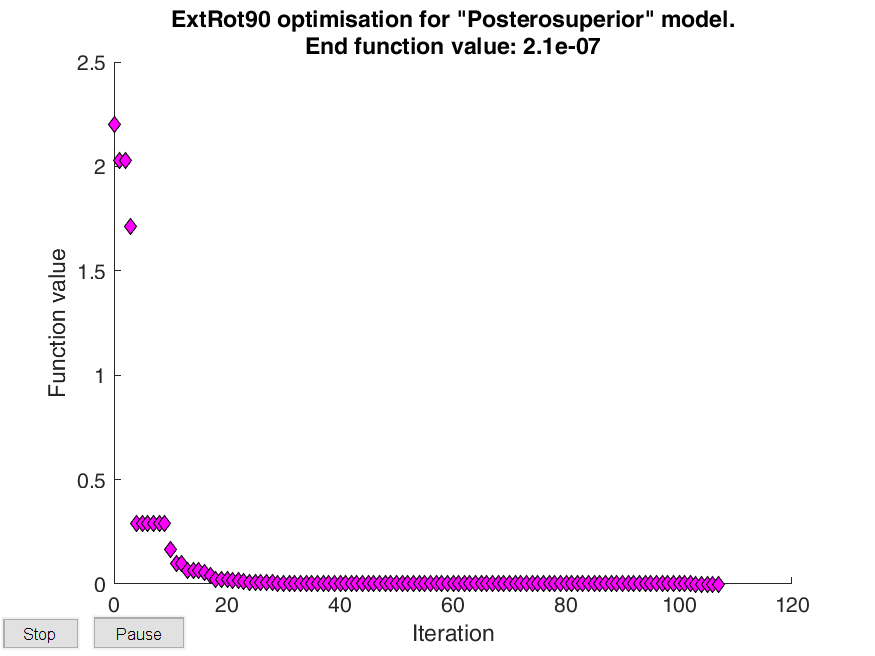 ExtRot90 optimisation for "Posterosuperior" model.
End function value: 2.1e-07
2.5
2
1.5
1
0.5
0
Function value
0 20 40 60 80 100 120
Iteration
Stop
Pause